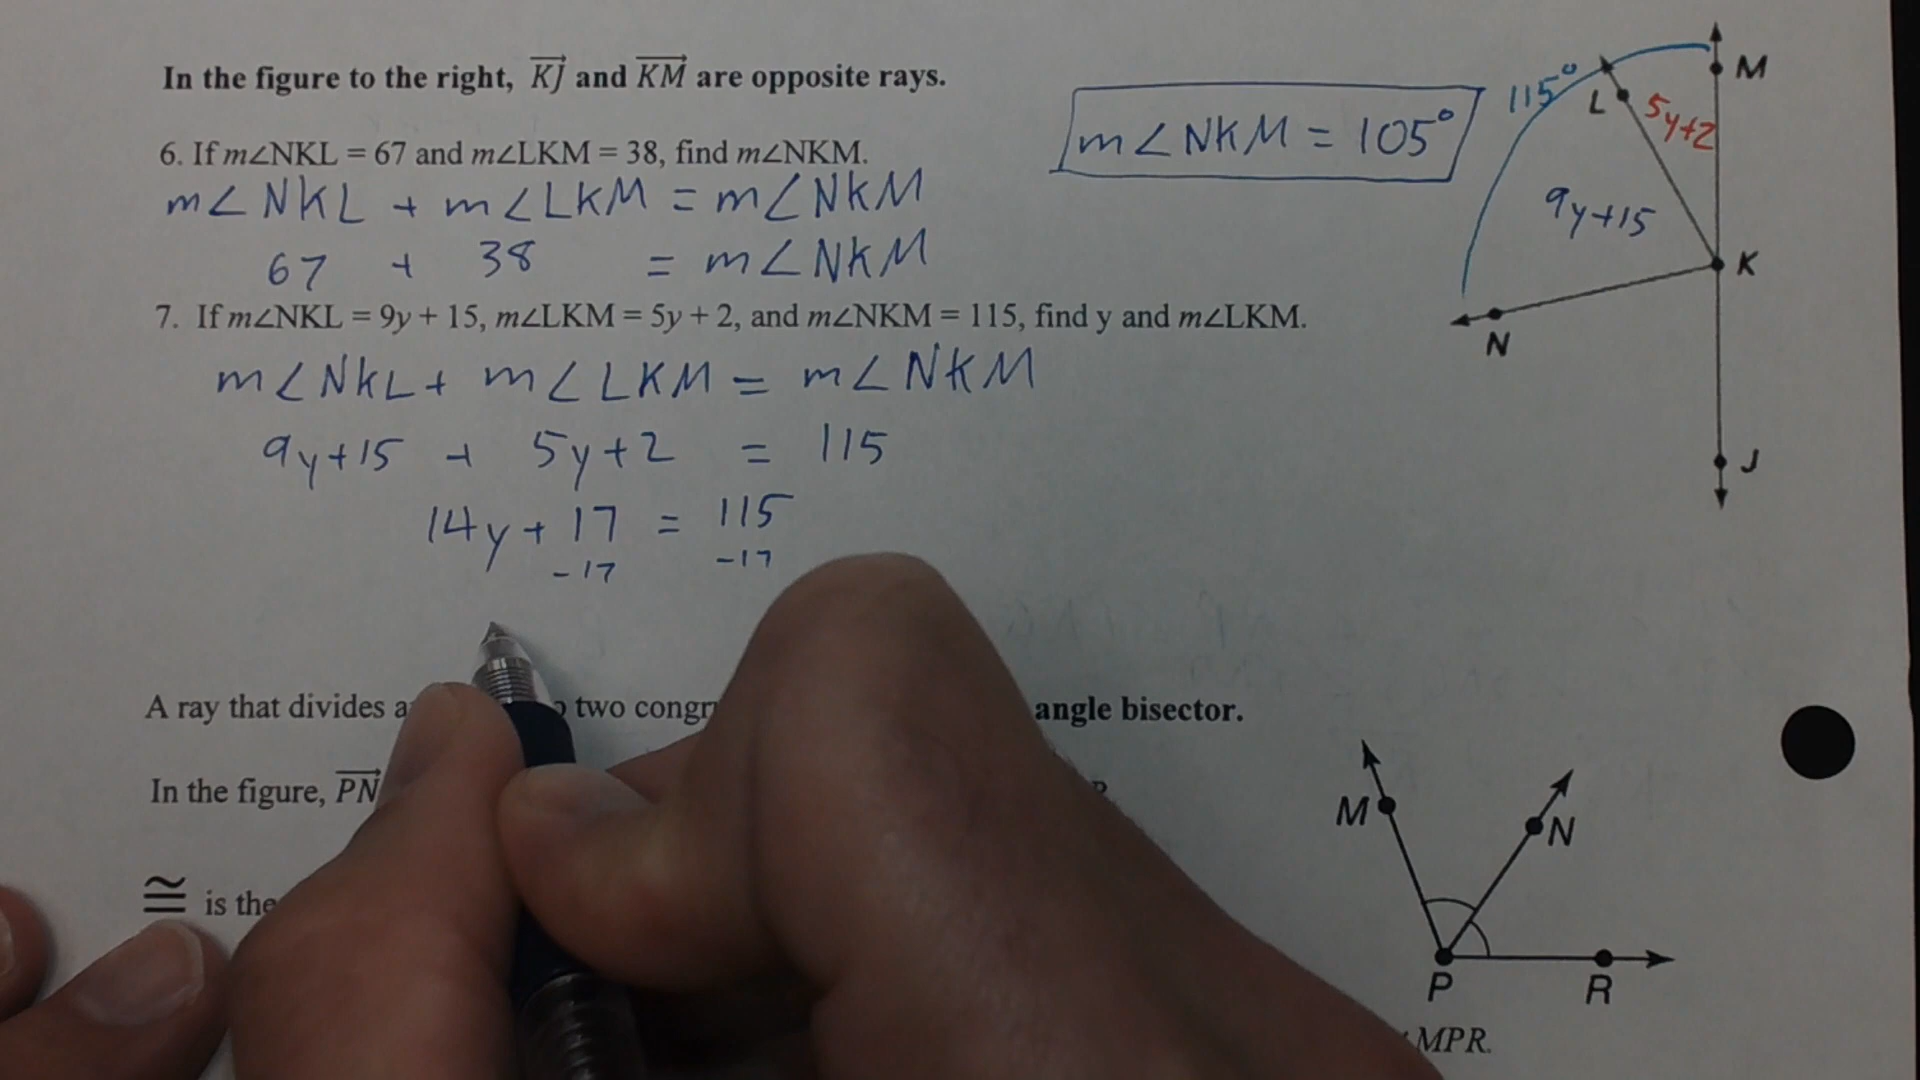 In the figure to the right, KJ and KM are opposite rays.
6. If m∠NKL = 67 and m∠LKM = 38, find m∠NKM.
m∠NKM = 105°
m∠NKL + m∠LKM = m∠NKM
67 + 38 = m∠NKM
7. If m∠NKL = 9y + 15, m∠LKM = 5y + 2, and m∠NKM = 115, find y and m∠LKM.
m∠NKL + m∠LKM = m∠NKM
9y+15 + 5y+2 = 115
14y + 17 = 115
-17 -17
115°
L
5y+2
M
9y+15
K
N
J
A ray that divides two angle bisector.
In the figure, PN
≅ is the
M
N
P
R
MPR.